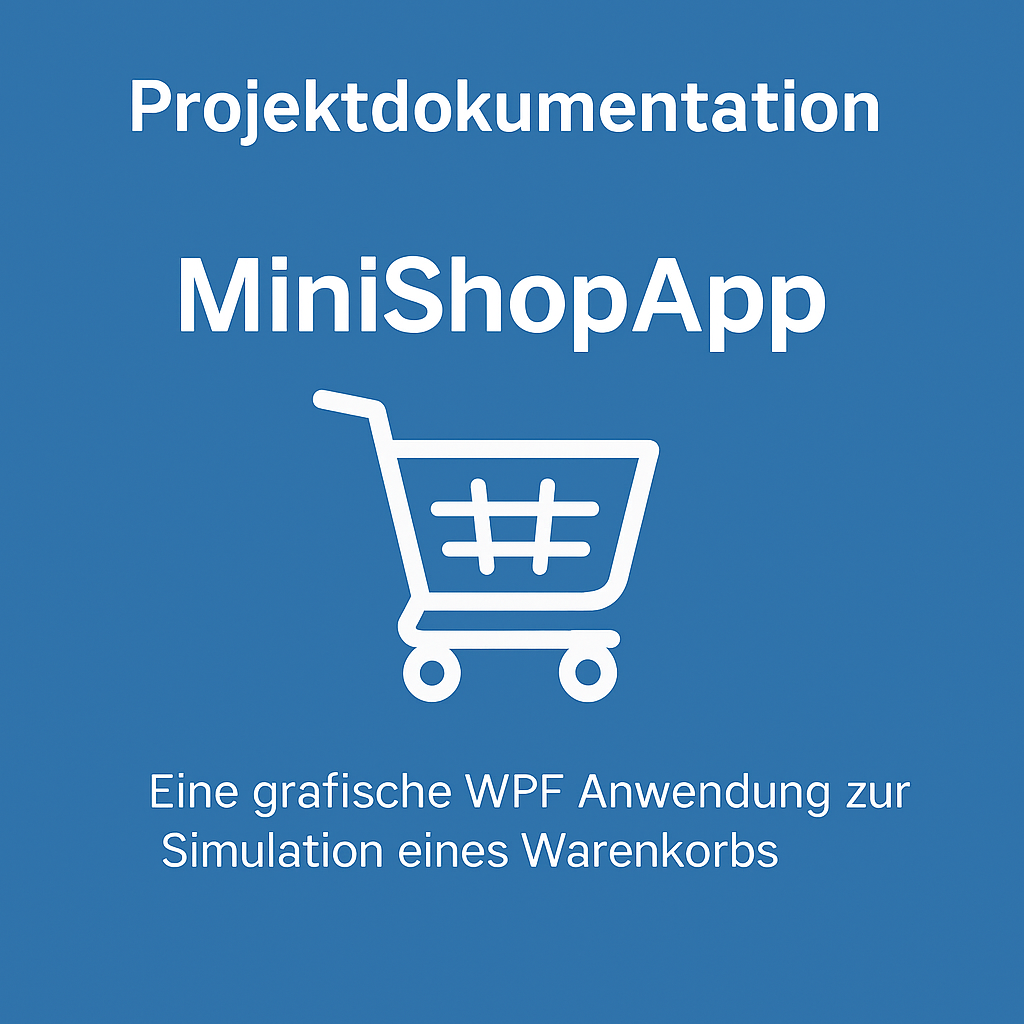 Projektdokumentation
MiniShopApp
Eine grafische WPF Anwendung zur
Simulation eines Warenkorbs